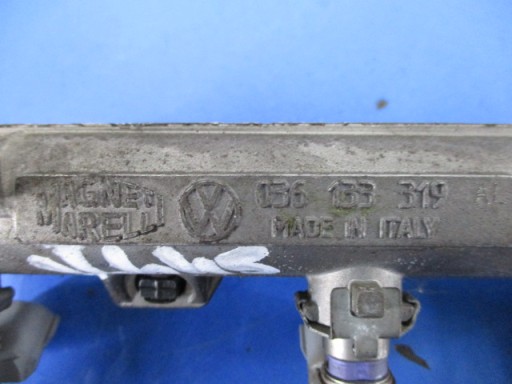 MAGNETI
MARELLI
VW 036 133 319
MADE IN ITALY